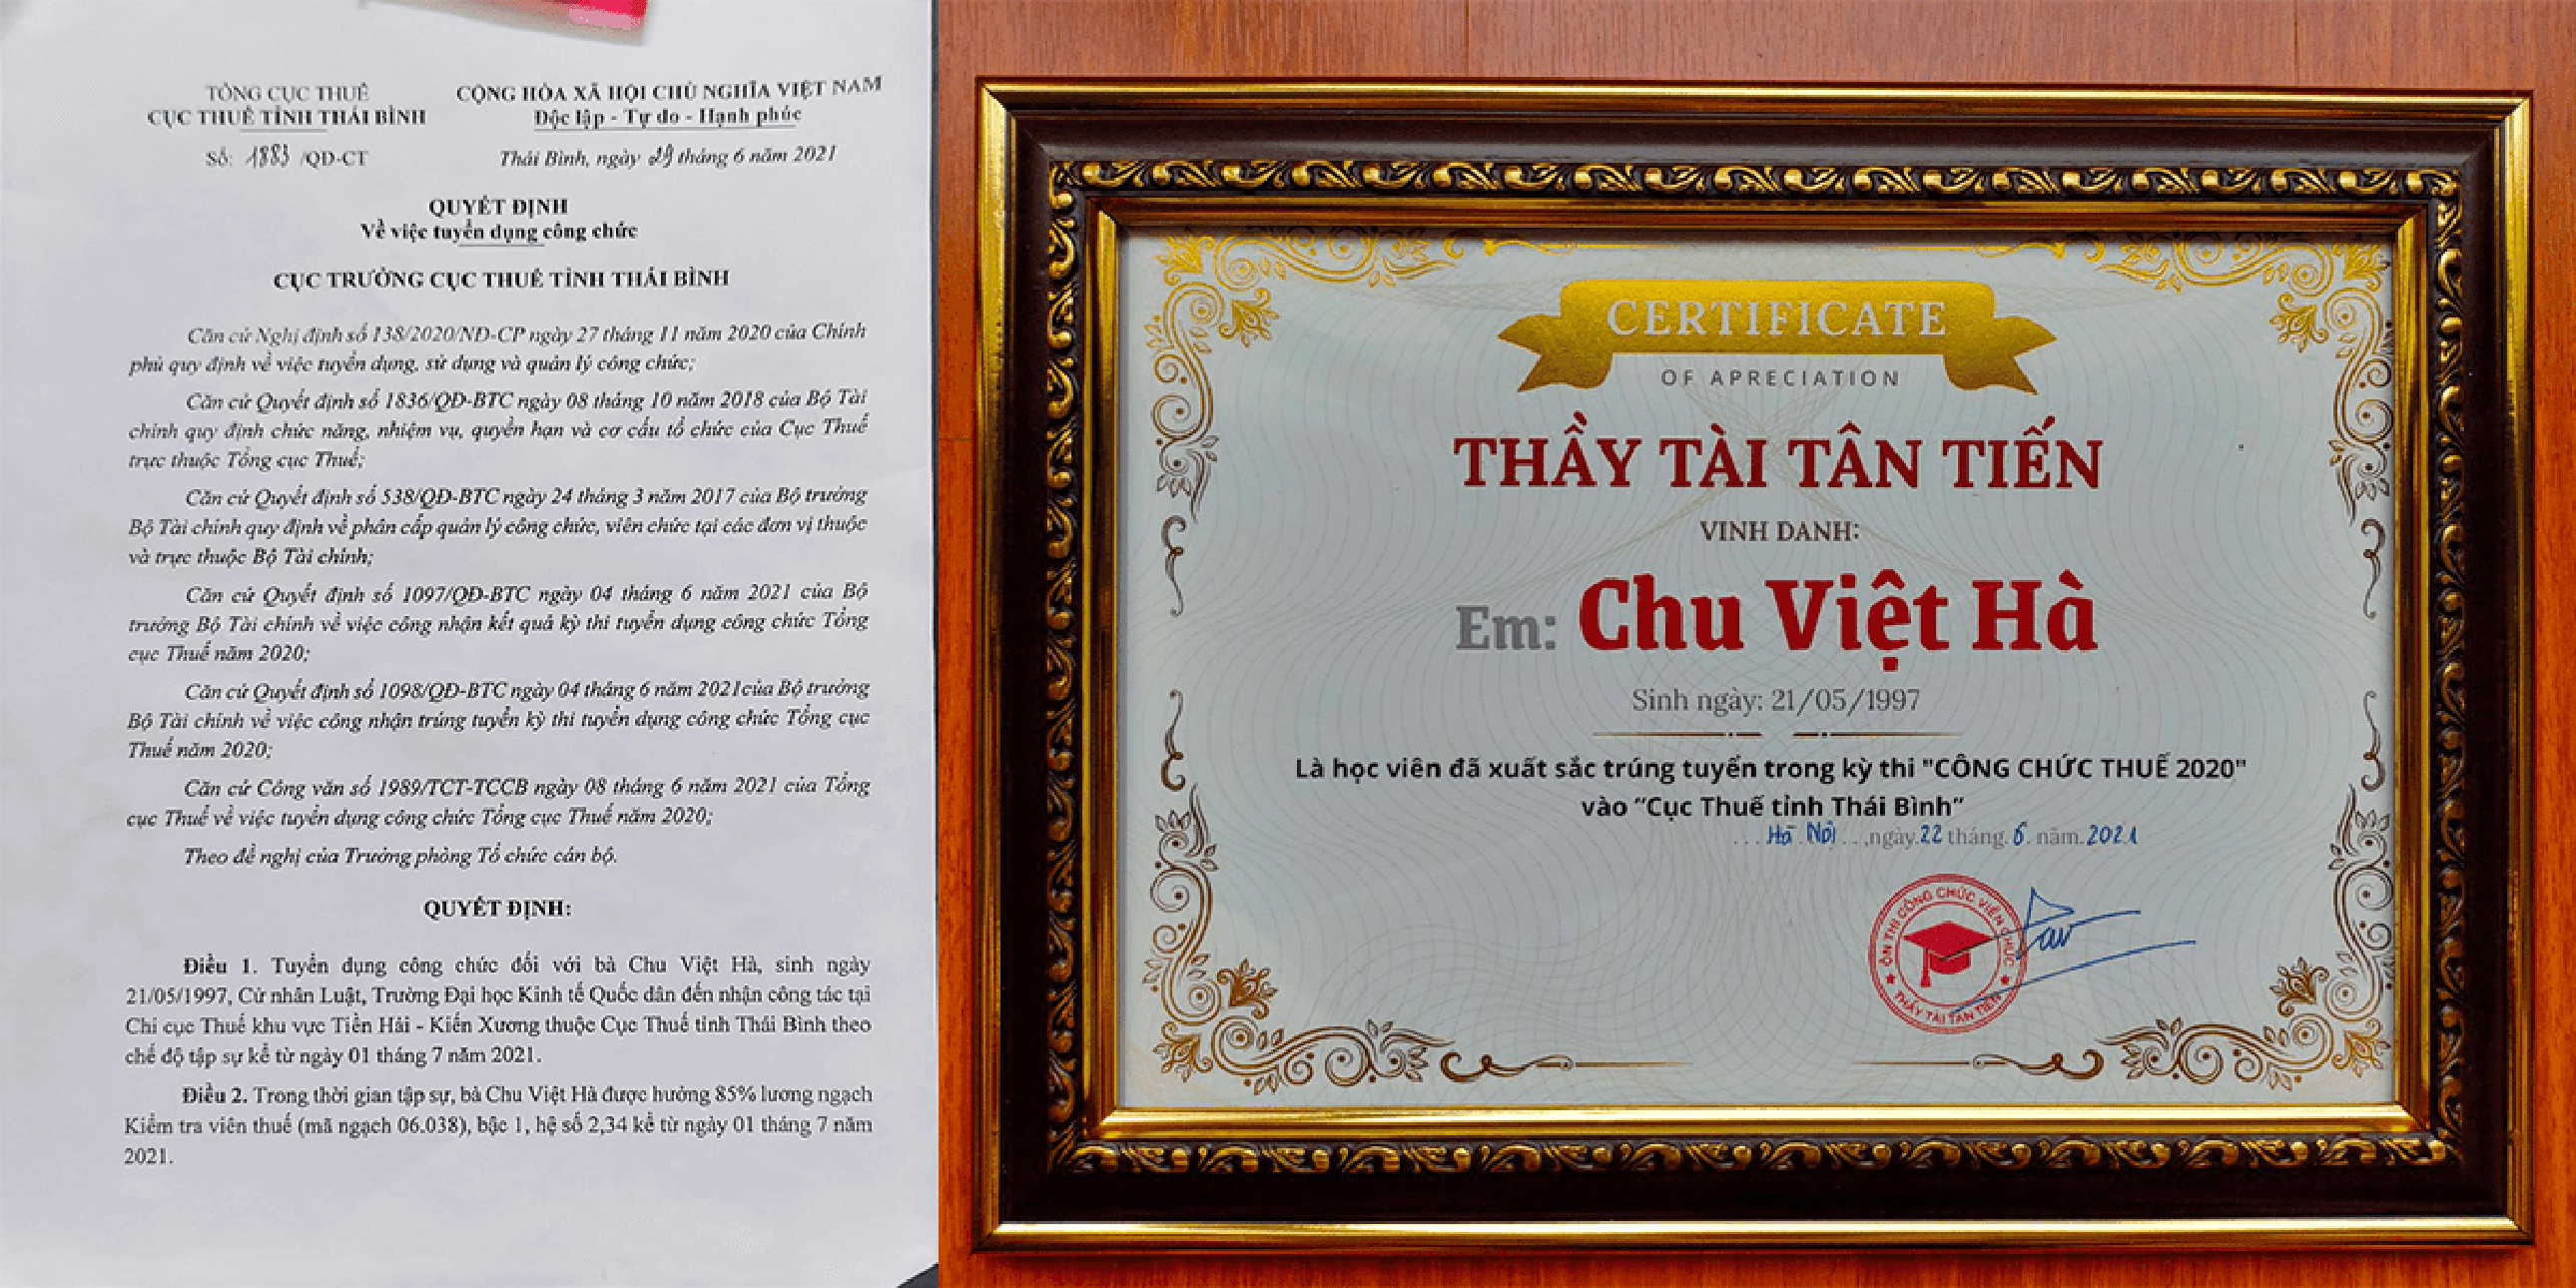 TỔNG CỤC THUẾ
CỤC THUẾ TỈNH THÁI BÌNH
Số: 1883 /QĐ-CT
CỘNG HÒA XÃ HỘI CHỦ NGHĨA VIỆT NAM
Độc lập - Tự do - Hạnh phúc
Thái Bình, ngày 29 tháng 6 năm 2021
QUYẾT ĐỊNH
Về việc tuyển dụng công chức
CỤC TRƯỞNG CỤC THUẾ TỈNH THÁI BÌNH
Căn cứ Nghị định số 138/2020/NĐ-CP ngày 27 tháng 11 năm 2020 của Chính
phủ quy định về việc tuyển dụng, sử dụng và quản lý công chức;
Căn cứ Quyết định số 1836/QĐ-BTC ngày 08 tháng 10 năm 2018 của Bộ Tài
chính quy định chức năng, nhiệm vụ, quyền hạn và cơ cấu tổ chức của Cục Thuế
trực thuộc Tổng cục Thuế;
Căn cứ Quyết định số 538/QĐ-BTC ngày 24 tháng 3 năm 2017 của Bộ trưởng
Bộ Tài chính quy định về phân cấp quản lý công chức, viên chức tại các đơn vị thuộc
và trực thuộc Bộ Tài chính;
Căn cứ Quyết định số 1097/QĐ-BTC ngày 04 tháng 6 năm 2021 của Bộ
trưởng Bộ Tài chính về việc công nhận kết quả kỳ thi tuyển dụng công chức Tổng
cục Thuế năm 2020;
Căn cứ Quyết định số 1098/QĐ-BTC ngày 04 tháng 6 năm 2021của Bộ trưởng
Bộ Tài chính về việc công nhận trúng tuyển kỳ thi tuyển dụng công chức Tổng cục
Thuế năm 2020;
Căn cứ Công văn số 1989/TCT-TCCB ngày 08 tháng 6 năm 2021 của Tổng
cục Thuế về việc tuyển dụng công chức Tổng cục Thuế năm 2020;
Theo đề nghị của Trưởng phòng Tổ chức cán bộ.
QUYẾT ĐỊNH:
Điều 1. Tuyển dụng công chức đối với bà Chu Việt Hà, sinh ngày
21/05/1997, Cử nhân Luật, Trường Đại học Kinh tế Quốc dân đến nhận công tác tại
Chi cục Thuế khu vực Tiền Hải - Kiến Xương thuộc Cục Thuế tỉnh Thái Bình theo
chế độ tập sự kể từ ngày 01 tháng 7 năm 2021.
Điều 2. Trong thời gian tập sự, bà Chu Việt Hà được hưởng 85% lương ngạch
Kiểm tra viên thuế (mã ngạch 06.038), bậc 1, hệ số 2,34 kể từ ngày 01 tháng 7 năm
2021.
CERTIFICATE
OF APRECIATION
THẦY TÀI TÂN TIẾN
VINH DANH:
Em: Chu Việt Hà
Sinh ngày: 21/05/1997
Là học viên đã xuất sắc trúng tuyển trong kỳ thi "CÔNG CHỨC THUẾ 2020"
vào “Cục Thuế tỉnh Thái Bình”
...Hà Nội...,ngày.22 tháng.6.năm.2021
ÔN THI CÔNG CHỨC VIÊN CHỨC
THẦY TÀI TÂN TIẾN